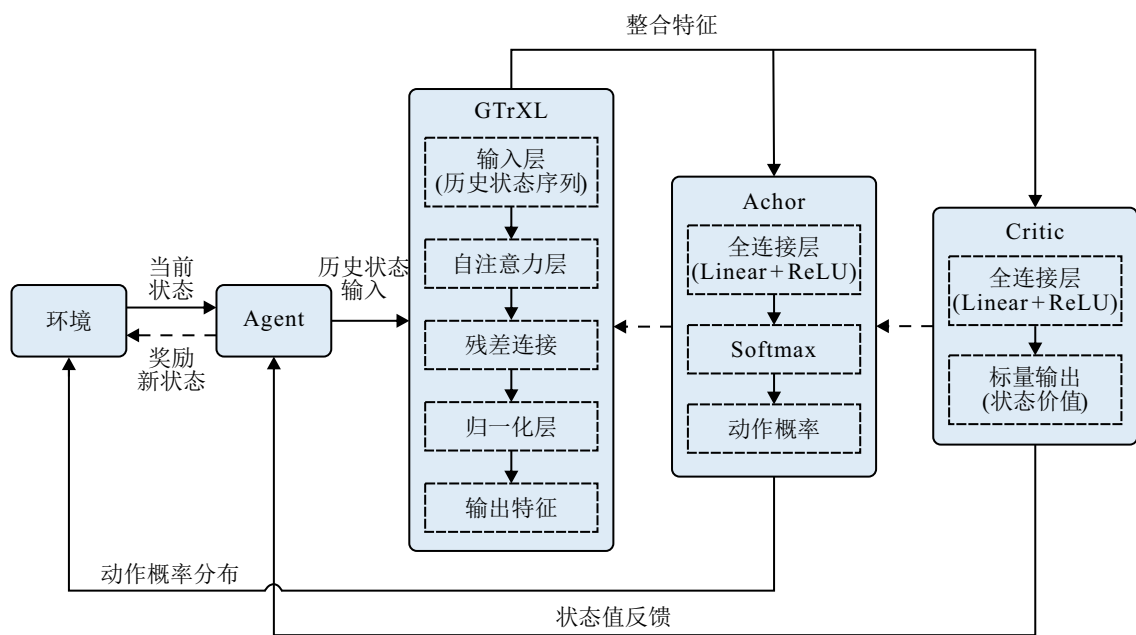 整合特征
GTrXL
输入层
(历史状态序列)
自注意力层
残差连接
归一化层
输出特征
Achor
全连接层
(Linear+ReLU)
Softmax
动作概率
Critic
全连接层
(Linear+ReLU)
标量输出
(状态价值)
环境
当前
状态
奖励
新状态
Agent
历史状态
输入
动作概率分布
状态值反馈